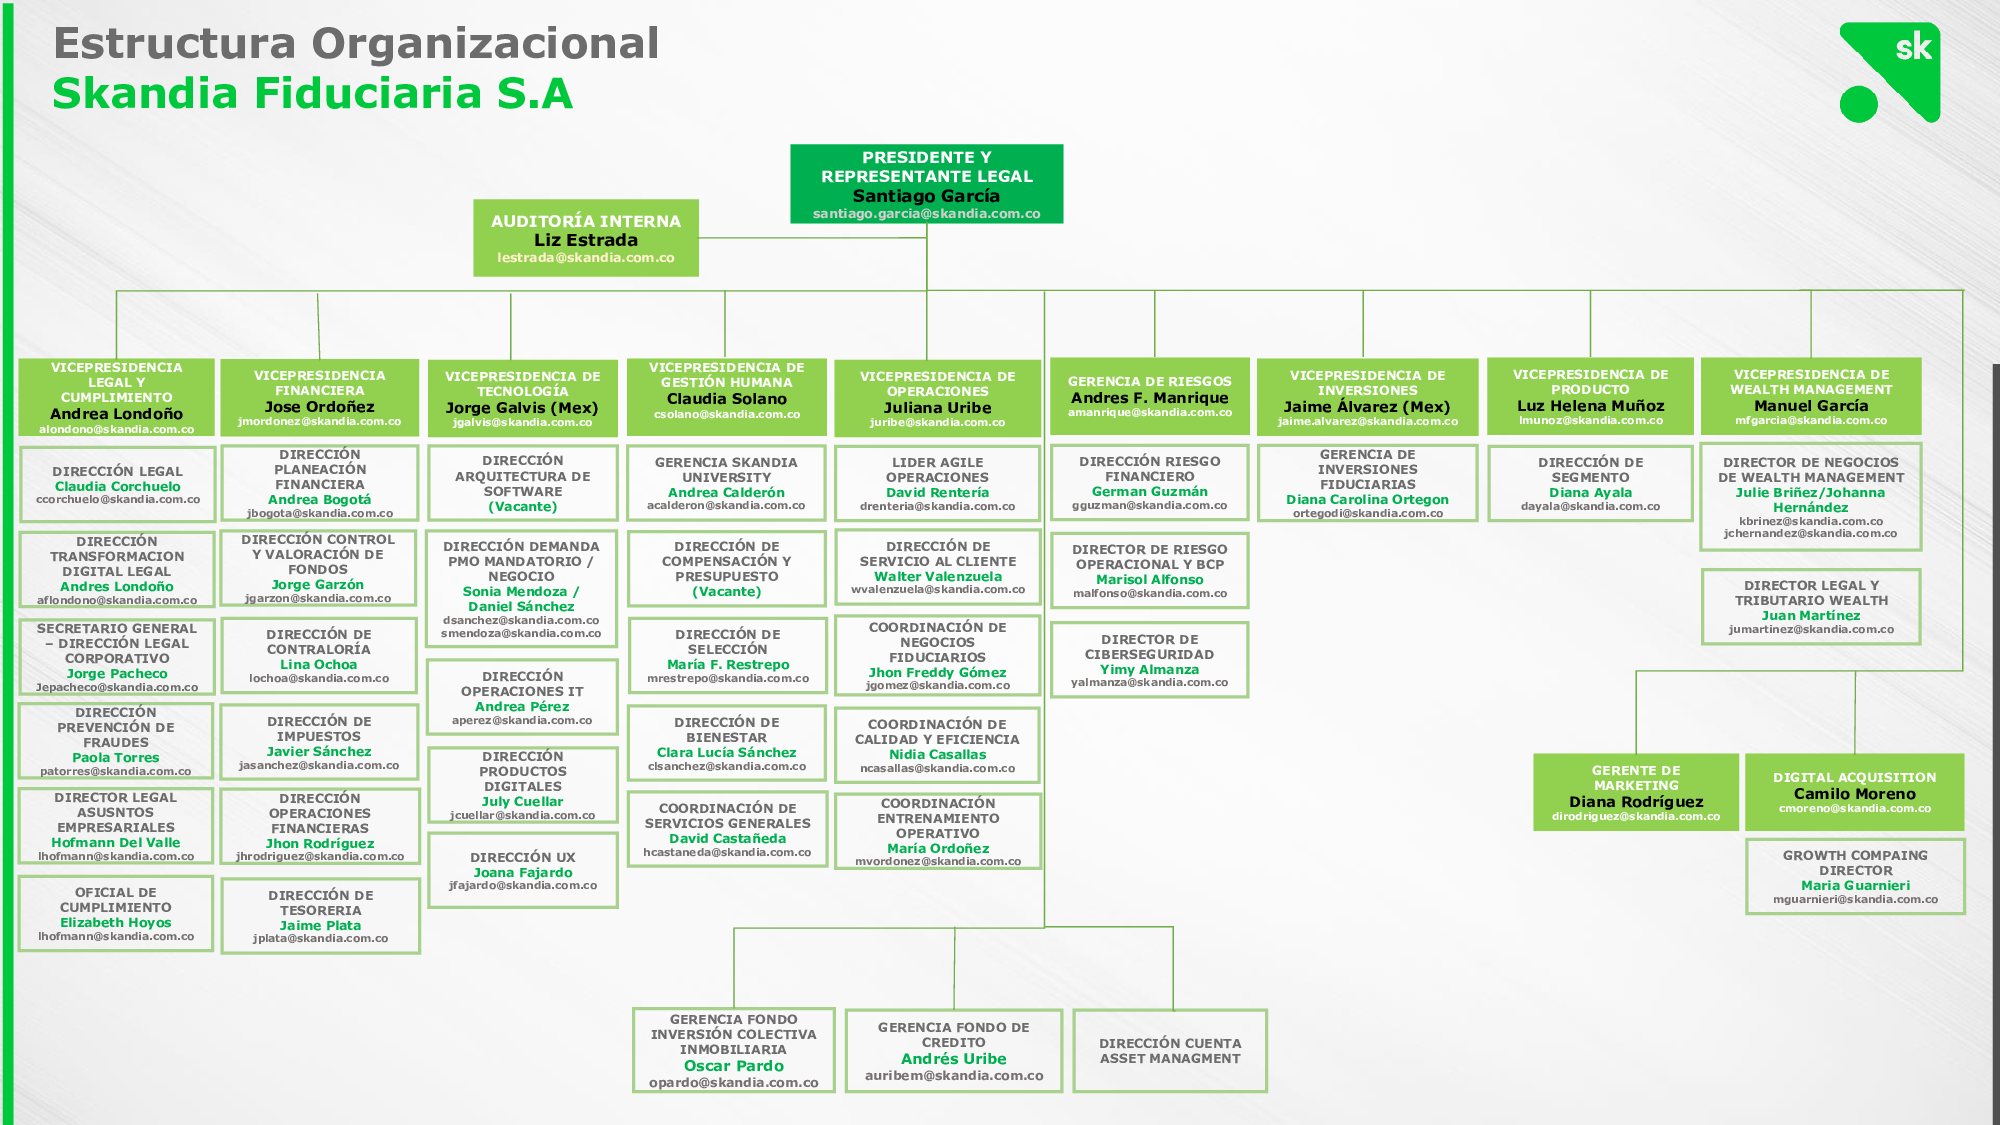 Estructura Organizacional
Skandia Fiduciaria S.A
sk
PRESIDENTE Y
REPRESENTANTE LEGAL
Santiago García
santiago.garcia@skandia.com.co
AUDITORÍA INTERNA
Liz Estrada
lestrada@skandia.com.co
VICEPRESIDENCIA
LEGAL Y
CUMPLIMIENTO
Andrea Londoño
alondono@skandia.com.co
DIRECCIÓN LEGAL
Claudia Corchuelo
ccorchuelo@skandia.com.co
DIRECCIÓN
TRANSFORMACION
DIGITAL LEGAL
Andres Londoño
aflondono@skandia.com.co
SECRETARIO GENERAL
– DIRECCIÓN LEGAL
CORPORATIVO
Jorge Pacheco
Jepacheco@skandia.com.co
DIRECCIÓN
PREVENCIÓN DE
FRAUDES
Paola Torres
patorres@skandia.com.co
DIRECTOR LEGAL
ASUSNTOS
EMPRESARIALES
Hofmann Del Valle
lhofmann@skandia.com.co
OFICIAL DE
CUMPLIMIENTO
Elizabeth Hoyos
lhofmann@skandia.com.co
VICEPRESIDENCIA
FINANCIERA
Jose Ordoñez
jmordonez@skandia.com.co
DIRECCIÓN
PLANEACIÓN
FINANCIERA
Andrea Bogotá
jbogota@skandia.com.co
DIRECCIÓN CONTROL
Y VALORACIÓN DE
FONDOS
Jorge Garzón
jgarzon@skandia.com.co
DIRECCIÓN DE
CONTRALORÍA
Lina Ochoa
lochoa@skandia.com.co
DIRECCIÓN DE
IMPUESTOS
Javier Sánchez
jasanchez@skandia.com.co
DIRECCIÓN
OPERACIONES
FINANCIERAS
Jhon Rodríguez
jhrodriguez@skandia.com.co
DIRECCIÓN DE
TESORERIA
Jaime Plata
jplata@skandia.com.co
VICEPRESIDENCIA DE
TECNOLOGÍA
Jorge Galvis (Mex)
jgalvis@skandia.com.co
DIRECCIÓN
ARQUITECTURA DE
SOFTWARE
(Vacante)
DIRECCIÓN DEMANDA
PMO MANDATORIO /
NEGOCIO
Sonia Mendoza /
Daniel Sánchez
dsanchez@skandia.com.co
smendoza@skandia.com.co
DIRECCIÓN
OPERACIONES IT
Andrea Pérez
aperez@skandia.com.co
DIRECCIÓN
PRODUCTOS
DIGITALES
July Cuellar
jcuellar@skandia.com.co
DIRECCIÓN UX
Joana Fajardo
jfajardo@skandia.com.co
VICEPRESIDENCIA DE
GESTIÓN HUMANA
Claudia Solano
csolano@skandia.com.co
GERENCIA SKANDIA
UNIVERSITY
Andrea Calderón
acalderon@skandia.com.co
DIRECCIÓN DE
COMPENSACIÓN Y
PRESUPUESTO
(Vacante)
DIRECCIÓN DE
SELECCIÓN
María F. Restrepo
mrestrepo@skandia.com.co
DIRECCIÓN DE
BIENESTAR
Clara Lucía Sánchez
clsanchez@skandia.com.co
COORDINACIÓN DE
SERVICIOS GENERALES
David Castañeda
hcastaneda@skandia.com.co
VICEPRESIDENCIA DE
OPERACIONES
Juliana Uribe
juribe@skandia.com.co
LIDER AGILE
OPERACIONES
David Rentería
drenteria@skandia.com.co
DIRECCIÓN DE
SERVICIO AL CLIENTE
Walter Valenzuela
wvalenzuela@skandia.com.co
COORDINACIÓN DE
NEGOCIOS
FIDUCIARIOS
Jhon Freddy Gómez
jgomez@skandia.com.co
COORDINACIÓN DE
CALIDAD Y EFICIENCIA
Nidia Casallas
ncasallas@skandia.com.co
COORDINACIÓN
ENTRENAMIENTO
OPERATIVO
María Ordoñez
mvordonez@skandia.com.co
GERENCIA DE RIESGOS
Andres F. Manrique
amanrique@skandia.com.co
DIRECCIÓN RIESGO
FINANCIERO
German Guzmán
gguzman@skandia.com.co
DIRECTOR DE RIESGO
OPERACIONAL Y BCP
Marisol Alfonso
malfonso@skandia.com.co
DIRECTOR DE
CIBERSEGURIDAD
Yimy Almanza
yalmanza@skandia.com.co
VICEPRESIDENCIA DE
INVERSIONES
Jaime Álvarez (Mex)
jaime.alvarez@skandia.com.co
GERENCIA DE
INVERSIONES
FIDUCIARIAS
Diana Carolina Ortegon
ortegodi@skandia.com.co
VICEPRESIDENCIA DE
PRODUCTO
Luz Helena Muñoz
lmunoz@skandia.com.co
DIRECCIÓN DE
SEGMENTO
Diana Ayala
dayala@skandia.com.co
VICEPRESIDENCIA DE
WEALTH MANAGEMENT
Manuel García
mfgarcia@skandia.com.co
DIRECTOR DE NEGOCIOS
DE WEALTH MANAGEMENT
Julie Briñez/Johanna
Hernández
kbrinez@skandia.com.co
jchernandez@skandia.com.co
DIRECTOR LEGAL Y
TRIBUTARIO WEALTH
Juan Martínez
jumartinez@skandia.com.co
GERENTE DE
MARKETING
Diana Rodríguez
dirodriguez@skandia.com.co
DIGITAL ACQUISITION
Camilo Moreno
cmoreno@skandia.com.co
GROWTH COMPAING
DIRECTOR
Maria Guarnieri
mguarnieri@skandia.com.co
GERENCIA FONDO
INVERSIÓN COLECTIVA
INMOBILIARIA
Oscar Pardo
opardo@skandia.com.co
GERENCIA FONDO DE
CREDITO
Andrés Uribe
auribem@skandia.com.co
DIRECCIÓN CUENTA
ASSET MANAGMENT